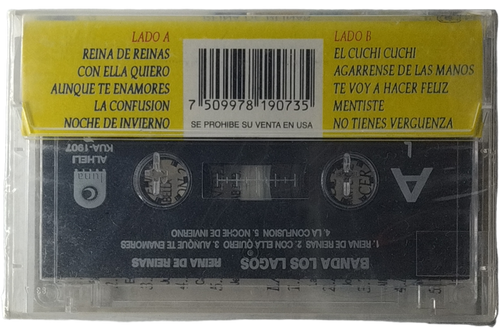 LADO A
REINA DE REINAS
CON ELLA QUIERO
AUNQUE TE ENAMORES
LA CONFUSION
NOCHE DE INVIERNO
7 509978 190735
SE PROHIBE SU VENTA EN USA
LADO B
EL CUCHI CUCHI
AGARRENSE DE LAS MANOS
TE VOY A HACER FELIZ
MENTISTE
NO TIENES VERGUENZA
A
BANDA LOS LAGOS
REINA DE REINAS
1. REINA DE REINAS 2. CON ELLA QUIERO 3. AUNQUE TE ENAMORES
4. LA CONFUSION 5. NOCHE DE INVIERNO
luna
ALHELI
KUA-1907